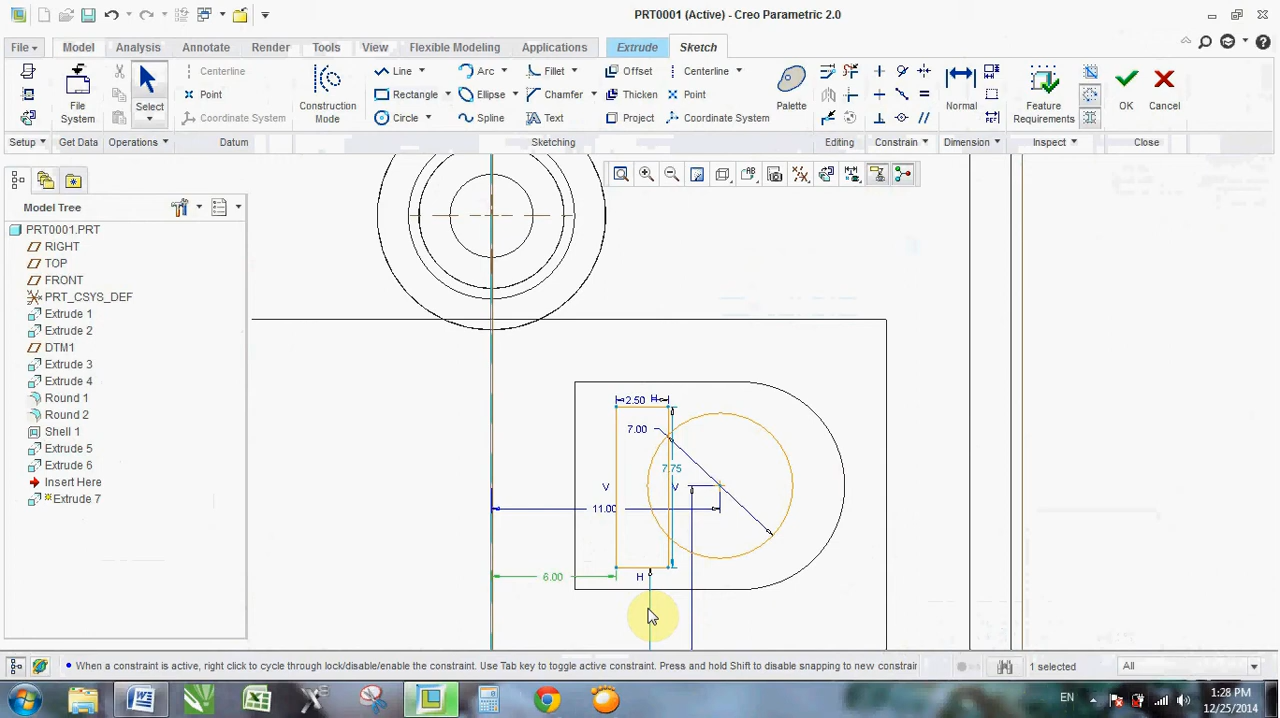 PRT0001 (Active) - Creo Parametric 2.0
File Model Analysis Annotate Render Tools View Flexible Modeling Applications Extrude Sketch
Select
File System
Centerline
Point
Coordinate System
Construction Mode
Line Arc Fillet Offset Centerline
Rectangle Ellipse Chamfer Thicken Point
Circle Spline Text Project Coordinate System
Palette
Normal
Feature Requirements
OK
Cancel
Setup Get Data Operations Datum Sketching Editing Constrain Dimension Inspect Close
Model Tree
PRT0001.PRT
RIGHT
TOP
FRONT
PRT_CSYS_DEF
Extrude 1
Extrude 2
DTM1
Extrude 3
Extrude 4
Round 1
Round 2
Shell 1
Extrude 5
Extrude 6
Insert Here
Extrude 7
2.50 H
7.00
7.75
V V
11.00
6.00 H
When a constraint is active, right click to cycle through lock/disable/enable the constraint. Use Tab key to toggle active constraint. Press and hold Shift to disable snapping to new constrain
1 selected
All
EN
1:28 PM
12/25/2014